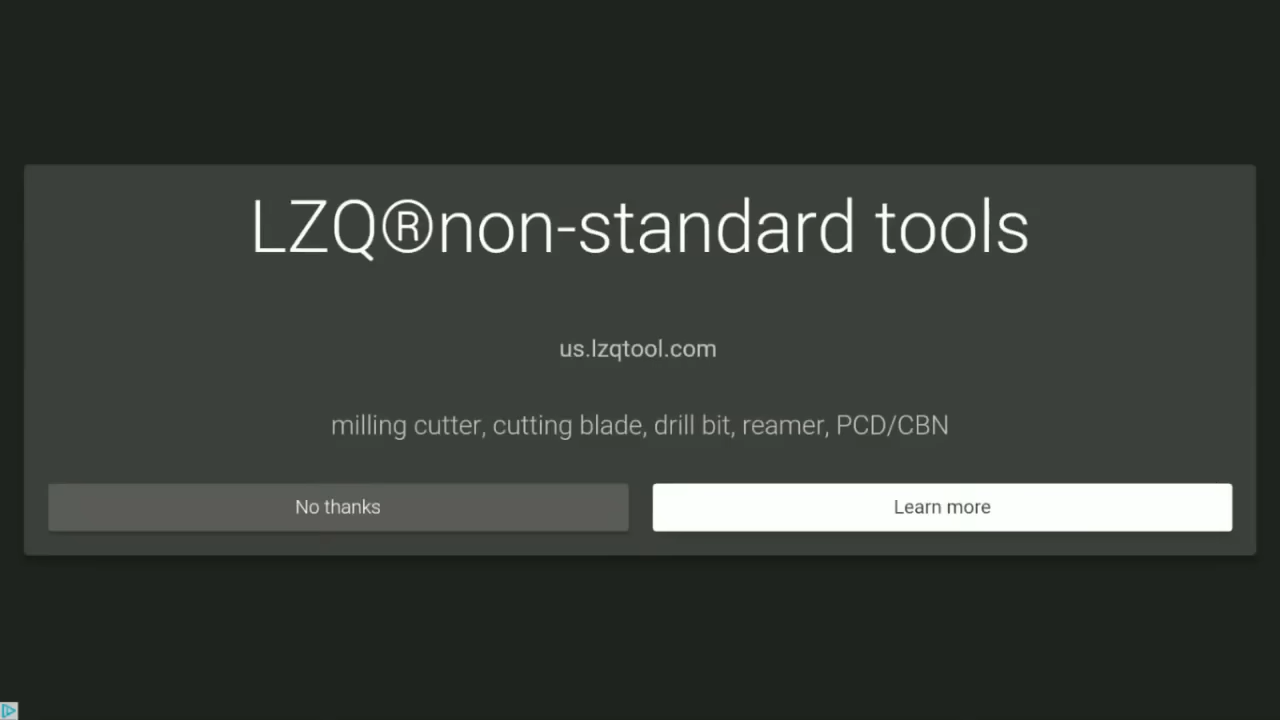 LZQ®non-standard tools
us.lzqtool.com
milling cutter, cutting blade, drill bit, reamer, PCD/CBN
No thanks
Learn more